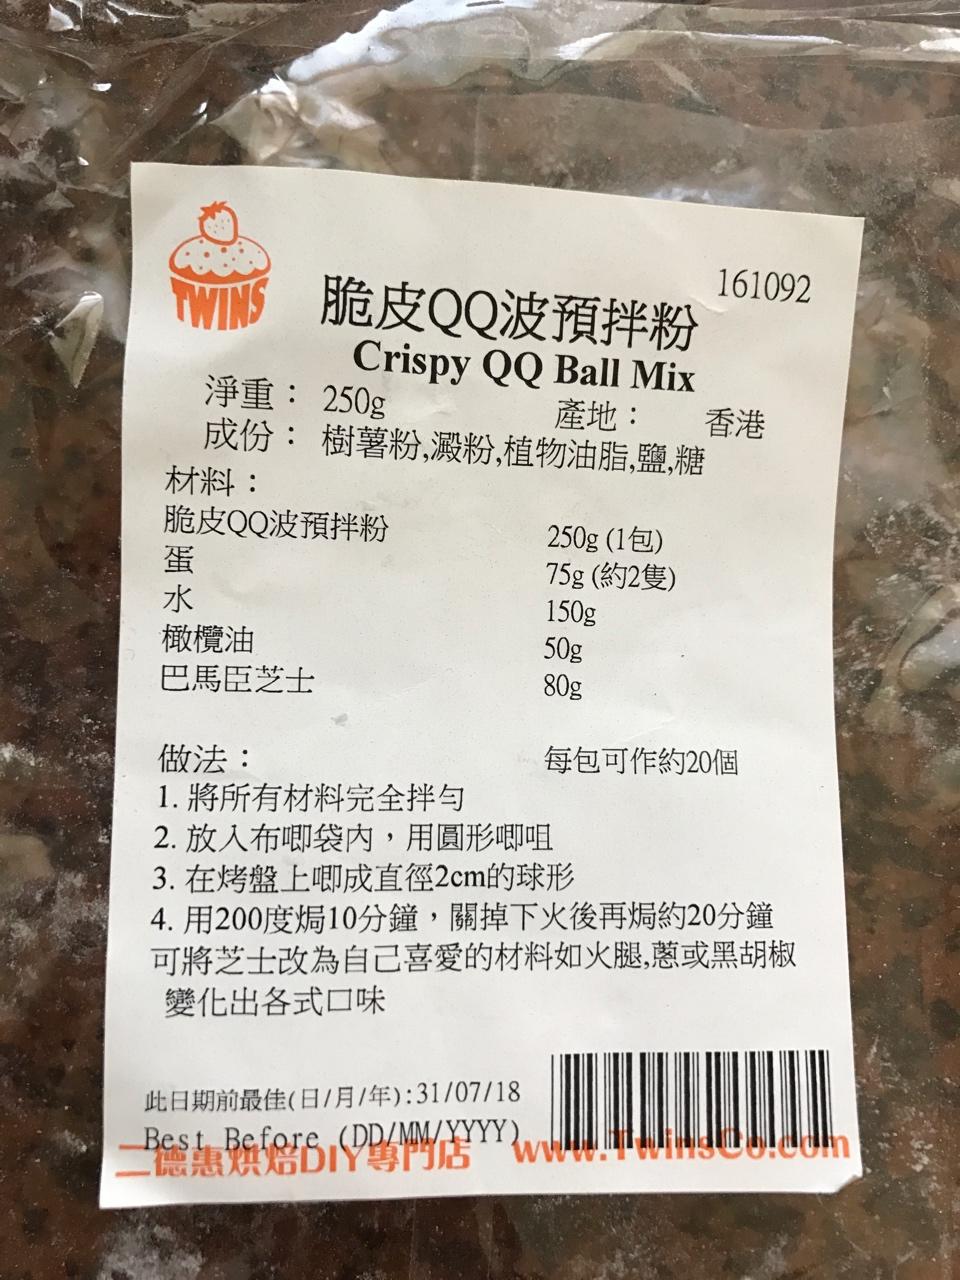 TWINS
161092
脆皮QQ波預拌粉
Crispy QQ Ball Mix
淨重： 250g 產地： 香港
成份： 樹薯粉,澱粉,植物油脂,鹽,糖
材料：
脆皮QQ波預拌粉 250g (1包)
蛋 75g (約2隻)
水 150g
橄欖油 50g
巴馬臣芝士 80g
做法： 每包可作約20個
1. 將所有材料完全拌勻
2. 放入布唧袋內，用圓形唧咀
3. 在烤盤上唧成直徑2cm的球形
4. 用200度焗10分鐘，關掉下火後再焗約20分鐘
可將芝士改為自己喜愛的材料如火腿,蔥或黑胡椒
變化出各式口味
此日期前最佳(日/月/年):31/07/18
Best Before (DD/MM/YYYY)
二德惠烘焙DIY專門店 www.TwinsCo.com